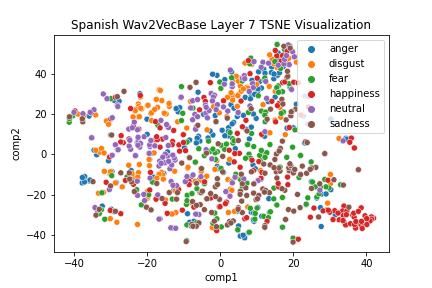 Spanish Wav2VecBase Layer 7 TSNE Visualization
anger
disgust
fear
happiness
neutral
sadness
comp2
40
20
0
−20
−40
−40
−20
0
20
40
comp1